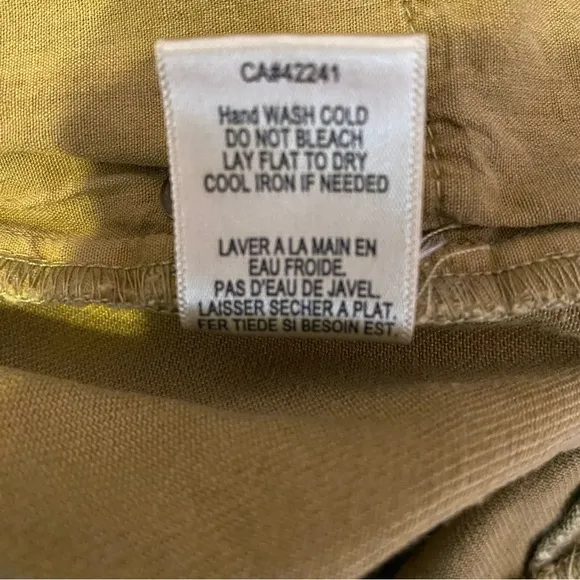 CA#42241
Hand WASH COLD
DO NOT BLEACH
LAY FLAT TO DRY
COOL IRON IF NEEDED
LAVER A LA MAIN EN
EAU FROIDE.
PAS D'EAU DE JAVEL.
LAISSER SECHER A PLAT.
FER TIEDE SI BESOIN EST.